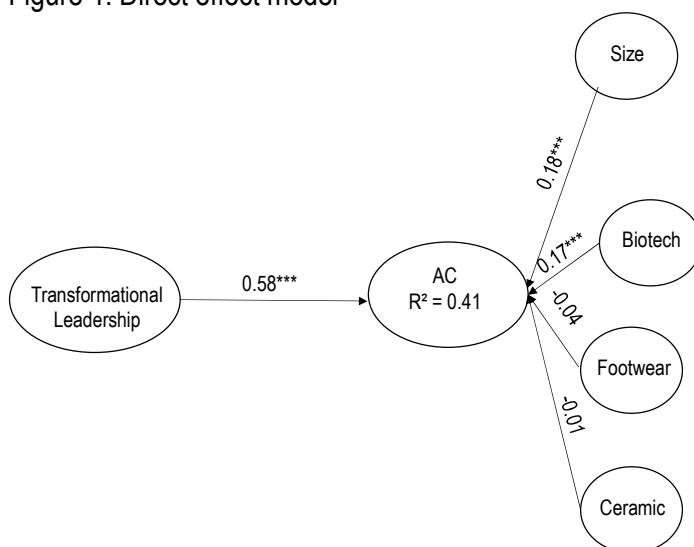 Figure 1. Direct effect model
Size
0.18***
Biotech
0.17***
Transformational
Leadership
0.58***
AC
R² = 0.41
-0.04
Footwear
-0.01
Ceramic